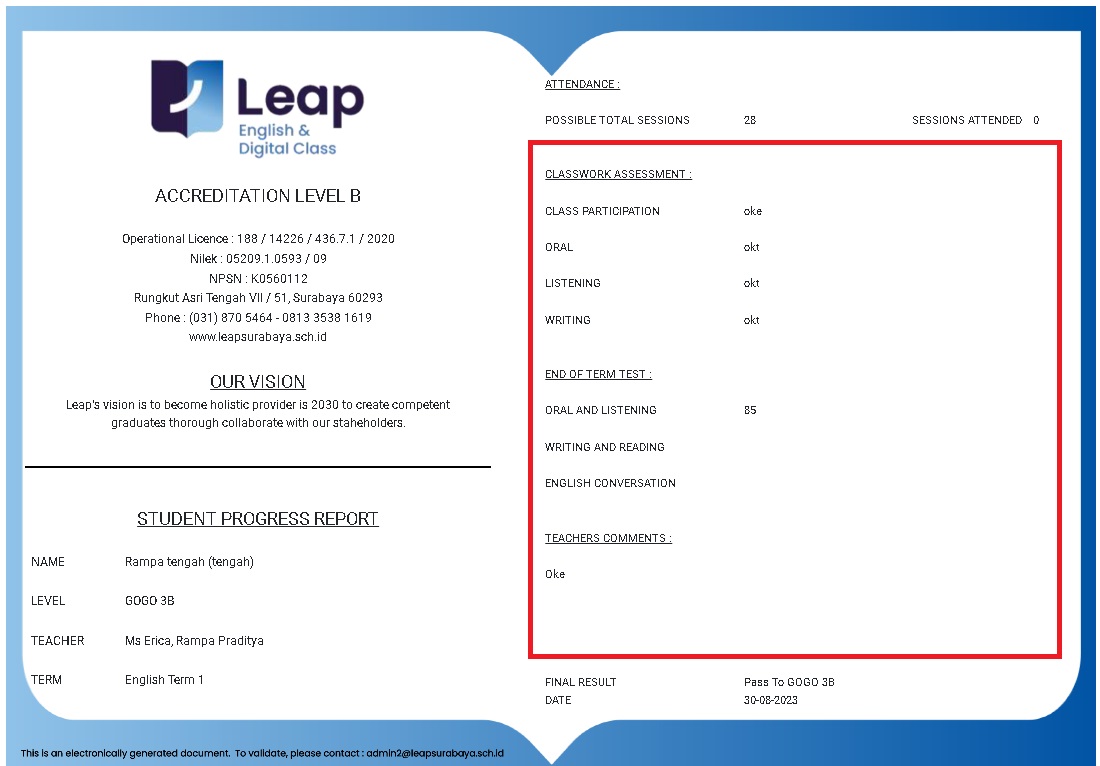 Leap
English &
Digital Class
ACCREDITATION LEVEL B
Operational Licence : 188 / 14226 / 436.7.1 / 2020
Nilek : 05209.1.0593 / 09
NPSN : K0560112
Rungkut Asri Tengah VII / 51, Surabaya 60293
Phone : (031) 870 5464 - 0813 3538 1619
www.leapsurabaya.sch.id
OUR VISION
Leap's vision is to become holistic provider is 2030 to create competent
graduates thorough collaborate with our staheholders.
STUDENT PROGRESS REPORT
NAME Rampa tengah (tengah)
LEVEL GOGO 3B
TEACHER Ms Erica, Rampa Praditya
TERM English Term 1
ATTENDANCE :
POSSIBLE TOTAL SESSIONS 28 SESSIONS ATTENDED 0
CLASSWORK ASSESSMENT :
CLASS PARTICIPATION oke
ORAL okt
LISTENING okt
WRITING okt
END OF TERM TEST :
ORAL AND LISTENING 85
WRITING AND READING
ENGLISH CONVERSATION
TEACHERS COMMENTS :
Oke
FINAL RESULT Pass To GOGO 3B
DATE 30-08-2023
This is an electronically generated document. To validate, please contact : admin2@leapsurabaya.sch.id